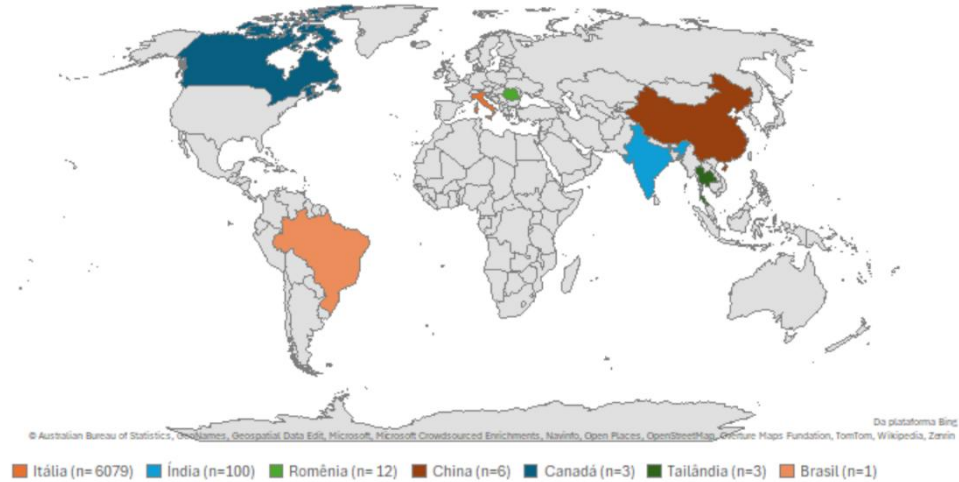 Da plataforma Bing
© Australian Bureau of Statistics, GeoNames, Geospatial Data Edit, Microsoft, Microsoft Crowdsourced Enrichments, Navinfo, Open Places, OpenStreetMap, Overture Maps Fundation, TomTom, Wikipedia, Zenrin
Itália (n= 6079) Índia (n=100) Romênia (n= 12) China (n=6) Canadá (n=3) Tailândia (n=3) Brasil (n=1)